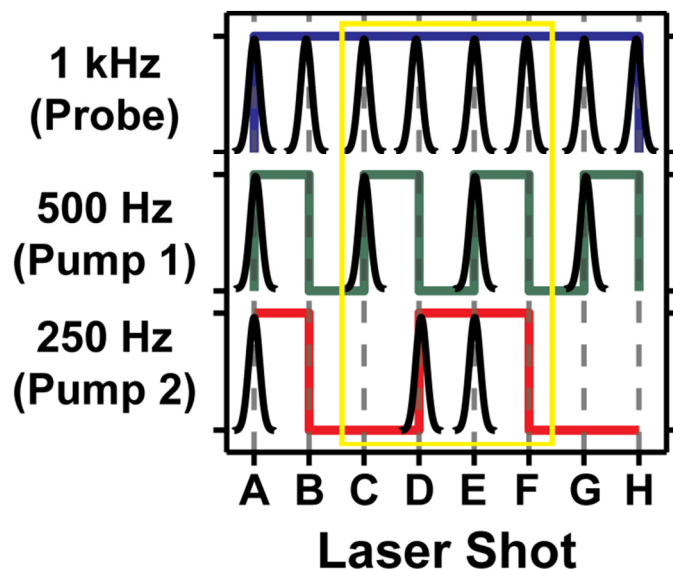 1 kHz
(Probe)
500 Hz
(Pump 1)
250 Hz
(Pump 2)
A B C D E F G H
Laser Shot